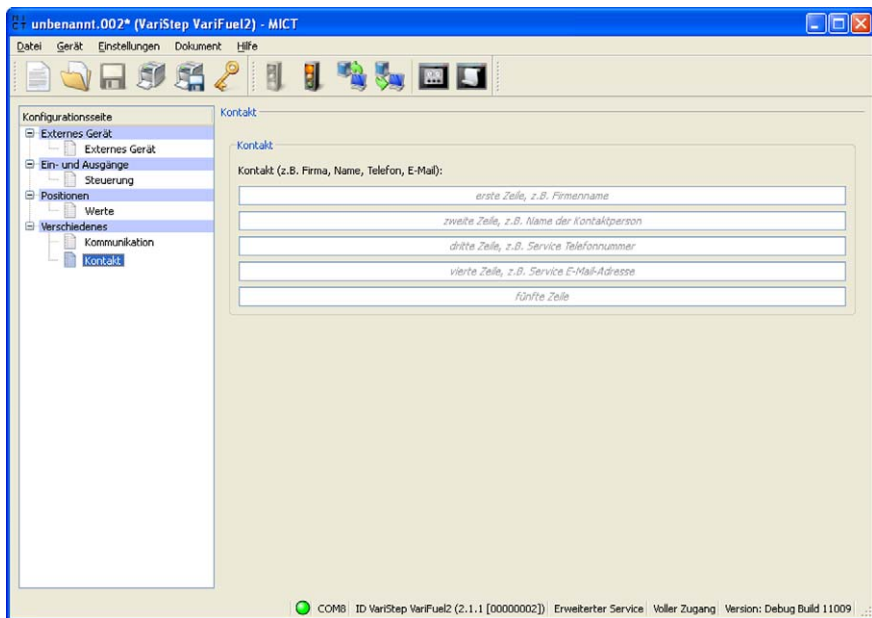 unbenannt.002* (VariStep VariFuel2) - MICT
Datei Gerät Einstellungen Dokument Hilfe
Konfigurationsseite
Externes Gerät
Externes Gerät
Ein- und Ausgänge
Steuerung
Positionen
Werte
Verschiedenes
Kommunikation
Kontakt
Kontakt
Kontakt
Kontakt (z.B. Firma, Name, Telefon, E-Mail):
erste Zeile, z.B. Firmenname
zweite Zeile, z.B. Name der Kontaktperson
dritte Zeile, z.B. Service Telefonnummer
vierte Zeile, z.B. Service E-Mail-Adresse
fünfte Zeile
COM8 ID VariStep VariFuel2 (2.1.1 [00000002]) Erweiterter Service Voller Zugang Version: Debug Build 11009